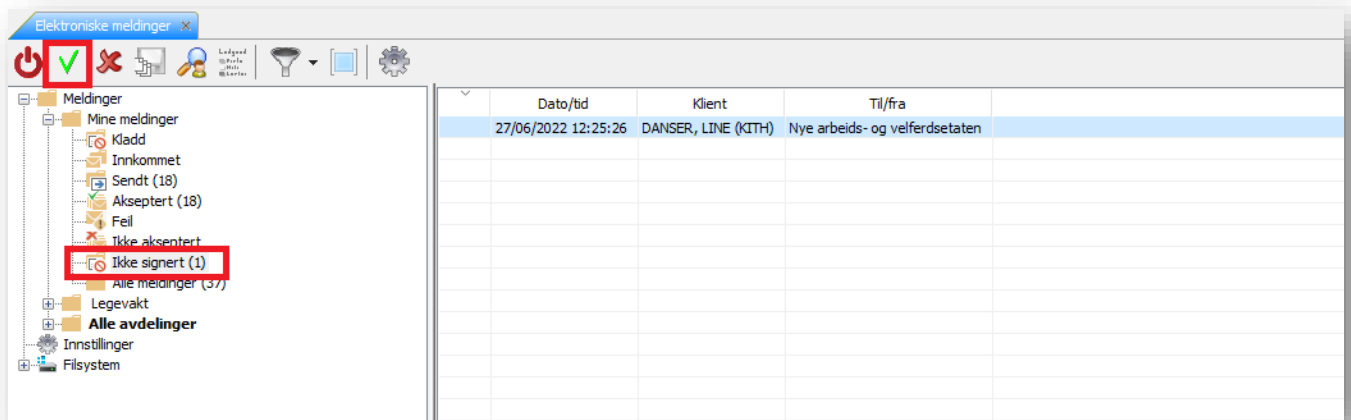 Elektroniske meldinger
Meldinger
Mine meldinger
Kladd
Innkommet
Sendt (18)
Akseptert (18)
Feil
Ikke akseptert
Ikke signert (1)
Alle meldinger (37)
Legevakt
Alle avdelinger
Innstillinger
Filsystem
Dato/tid Klient Til/fra
27/06/2022 12:25:26 DANSER, LINE (KITH) Nye arbeids- og velferdsetaten